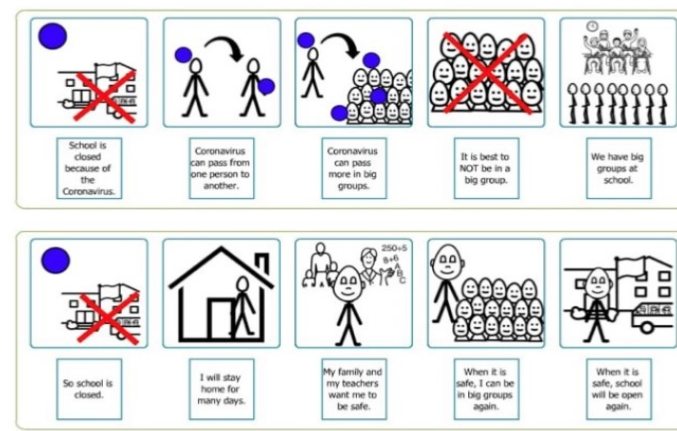 School is
closed
because of
the
Coronavirus.
Coronavirus
can pass from
one person to
another.
Coronavirus
can pass
more in big
groups.
It is best to
NOT be in a
big group.
We have big
groups at
school.
250÷5
8+6
A
B
C
So school is
closed.
I will stay
home for
many days.
My family and
my teachers
want me to
be safe.
When it is
safe, I can be
in big groups
again.
When it is
safe, school
will be open
again.